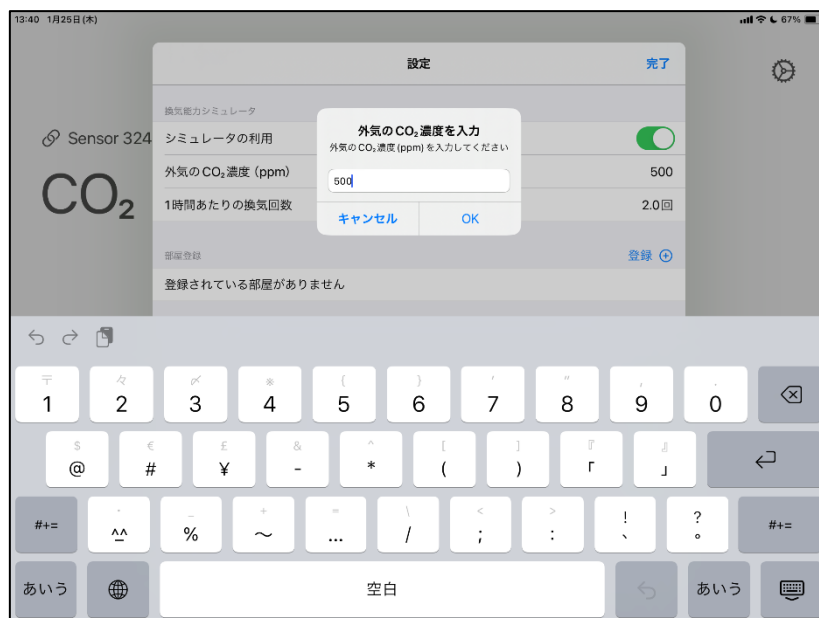 13:40 1月25日(木)
67%
設定
完了
換気能力シミュレータ
Sensor 324
シミュレータの利用
CO₂
外気のCO₂濃度 (ppm)
500
1時間あたりの換気回数
2.0回
外気のCO₂濃度を入力
外気のCO₂濃度(ppm)を入力してください
500
キャンセル
OK
部屋登録
登録
登録されている部屋がありません
〒 々 〆 ※ ( ) ′ ″ , .
1 2 3 4 5 6 7 8 9 0
$ € £ & ^ [ ] 『 』
@ # ¥ - * ( ) 「 」
・ _ + = \ < > ! ?
#+= ^^ % 〜 ... / ; : 、 。 #+=
あいう
空白
あいう